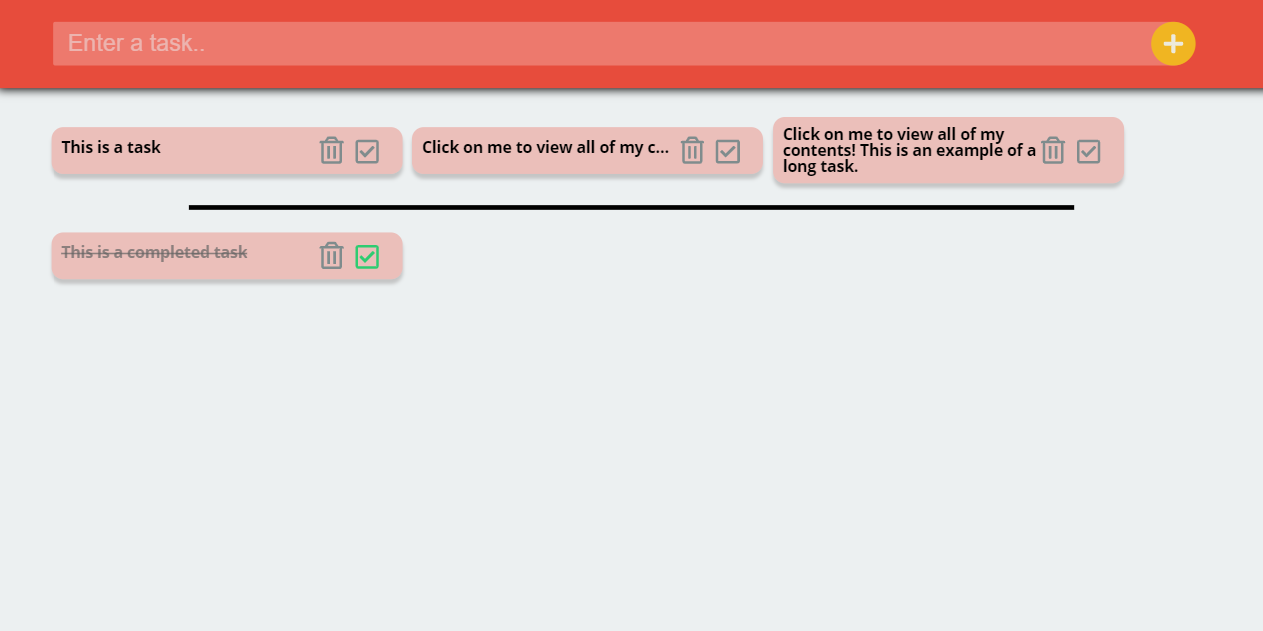 Enter a task..
This is a task
Click on me to view all of my c...
Click on me to view all of my
contents! This is an example of a
long task.
This is a completed task